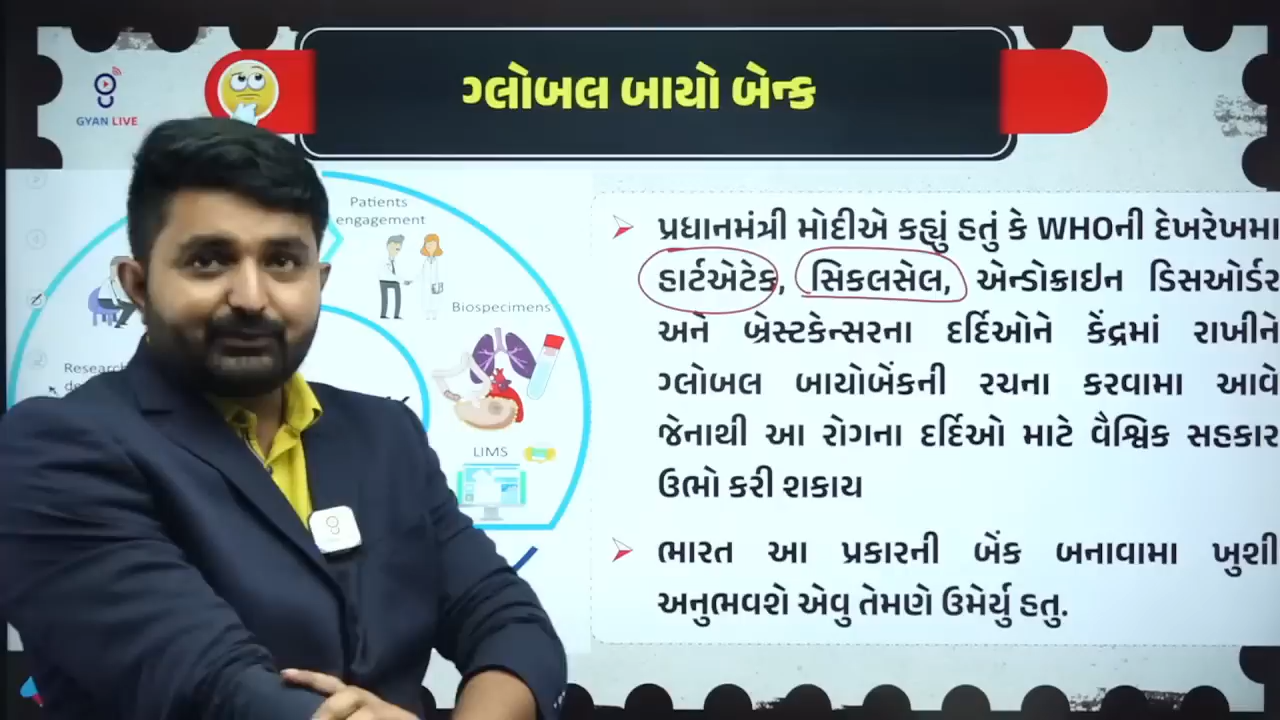 GYAN LIVE
ગ્લોબલ બાયો બેન્ક
Patients
engagement
Biospecimens
LIMS
પ્રધાનમંત્રી મોદીએ કહ્યું હતું કે WHOની દેખરેખમા
હાર્ટએટેક, સિકલસેલ, એન્ડોક્રાઇન ડિસઓર્ડર
અને બ્રેસ્ટકેન્સરના દર્દિઓને કેંદ્રમાં રાખીને
ગ્લોબલ બાયોબેંકની રચના કરવામા આવે
જેનાથી આ રોગના દર્દિઓ માટે વૈશ્વિક સહકાર
ઉભો કરી શકાય
ભારત આ પ્રકારની બેંક બનાવામા ખુશી
અનુભવશે એવુ તેમણે ઉમેર્યુ હતુ.